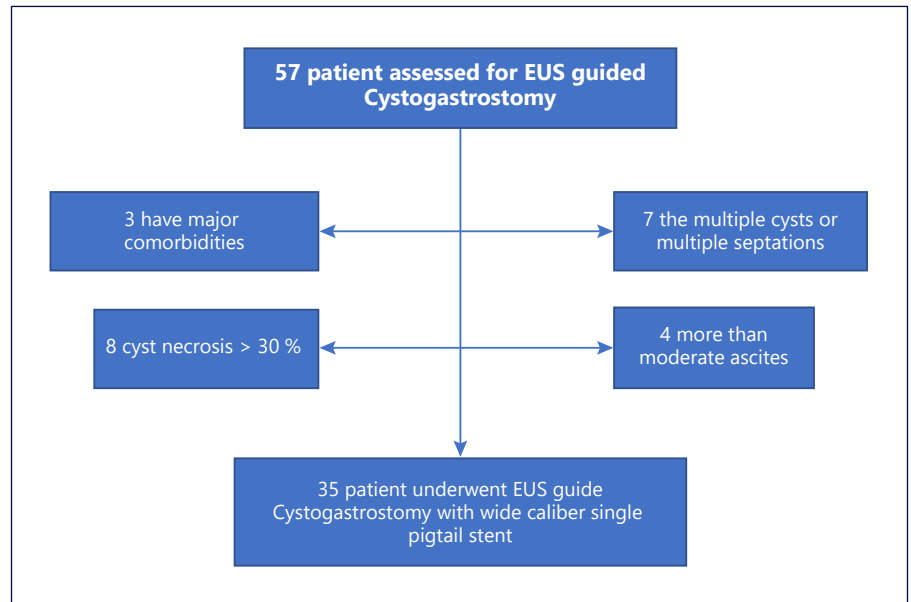 57 patient assessed for EUS guided
Cystogastrostomy
3 have major
comorbidities
7 the multiple cysts or
multiple septations
8 cyst necrosis > 30 %
4 more than
moderate ascites
35 patient underwent EUS guide
Cystogastrostomy with wide caliber single
pigtail stent